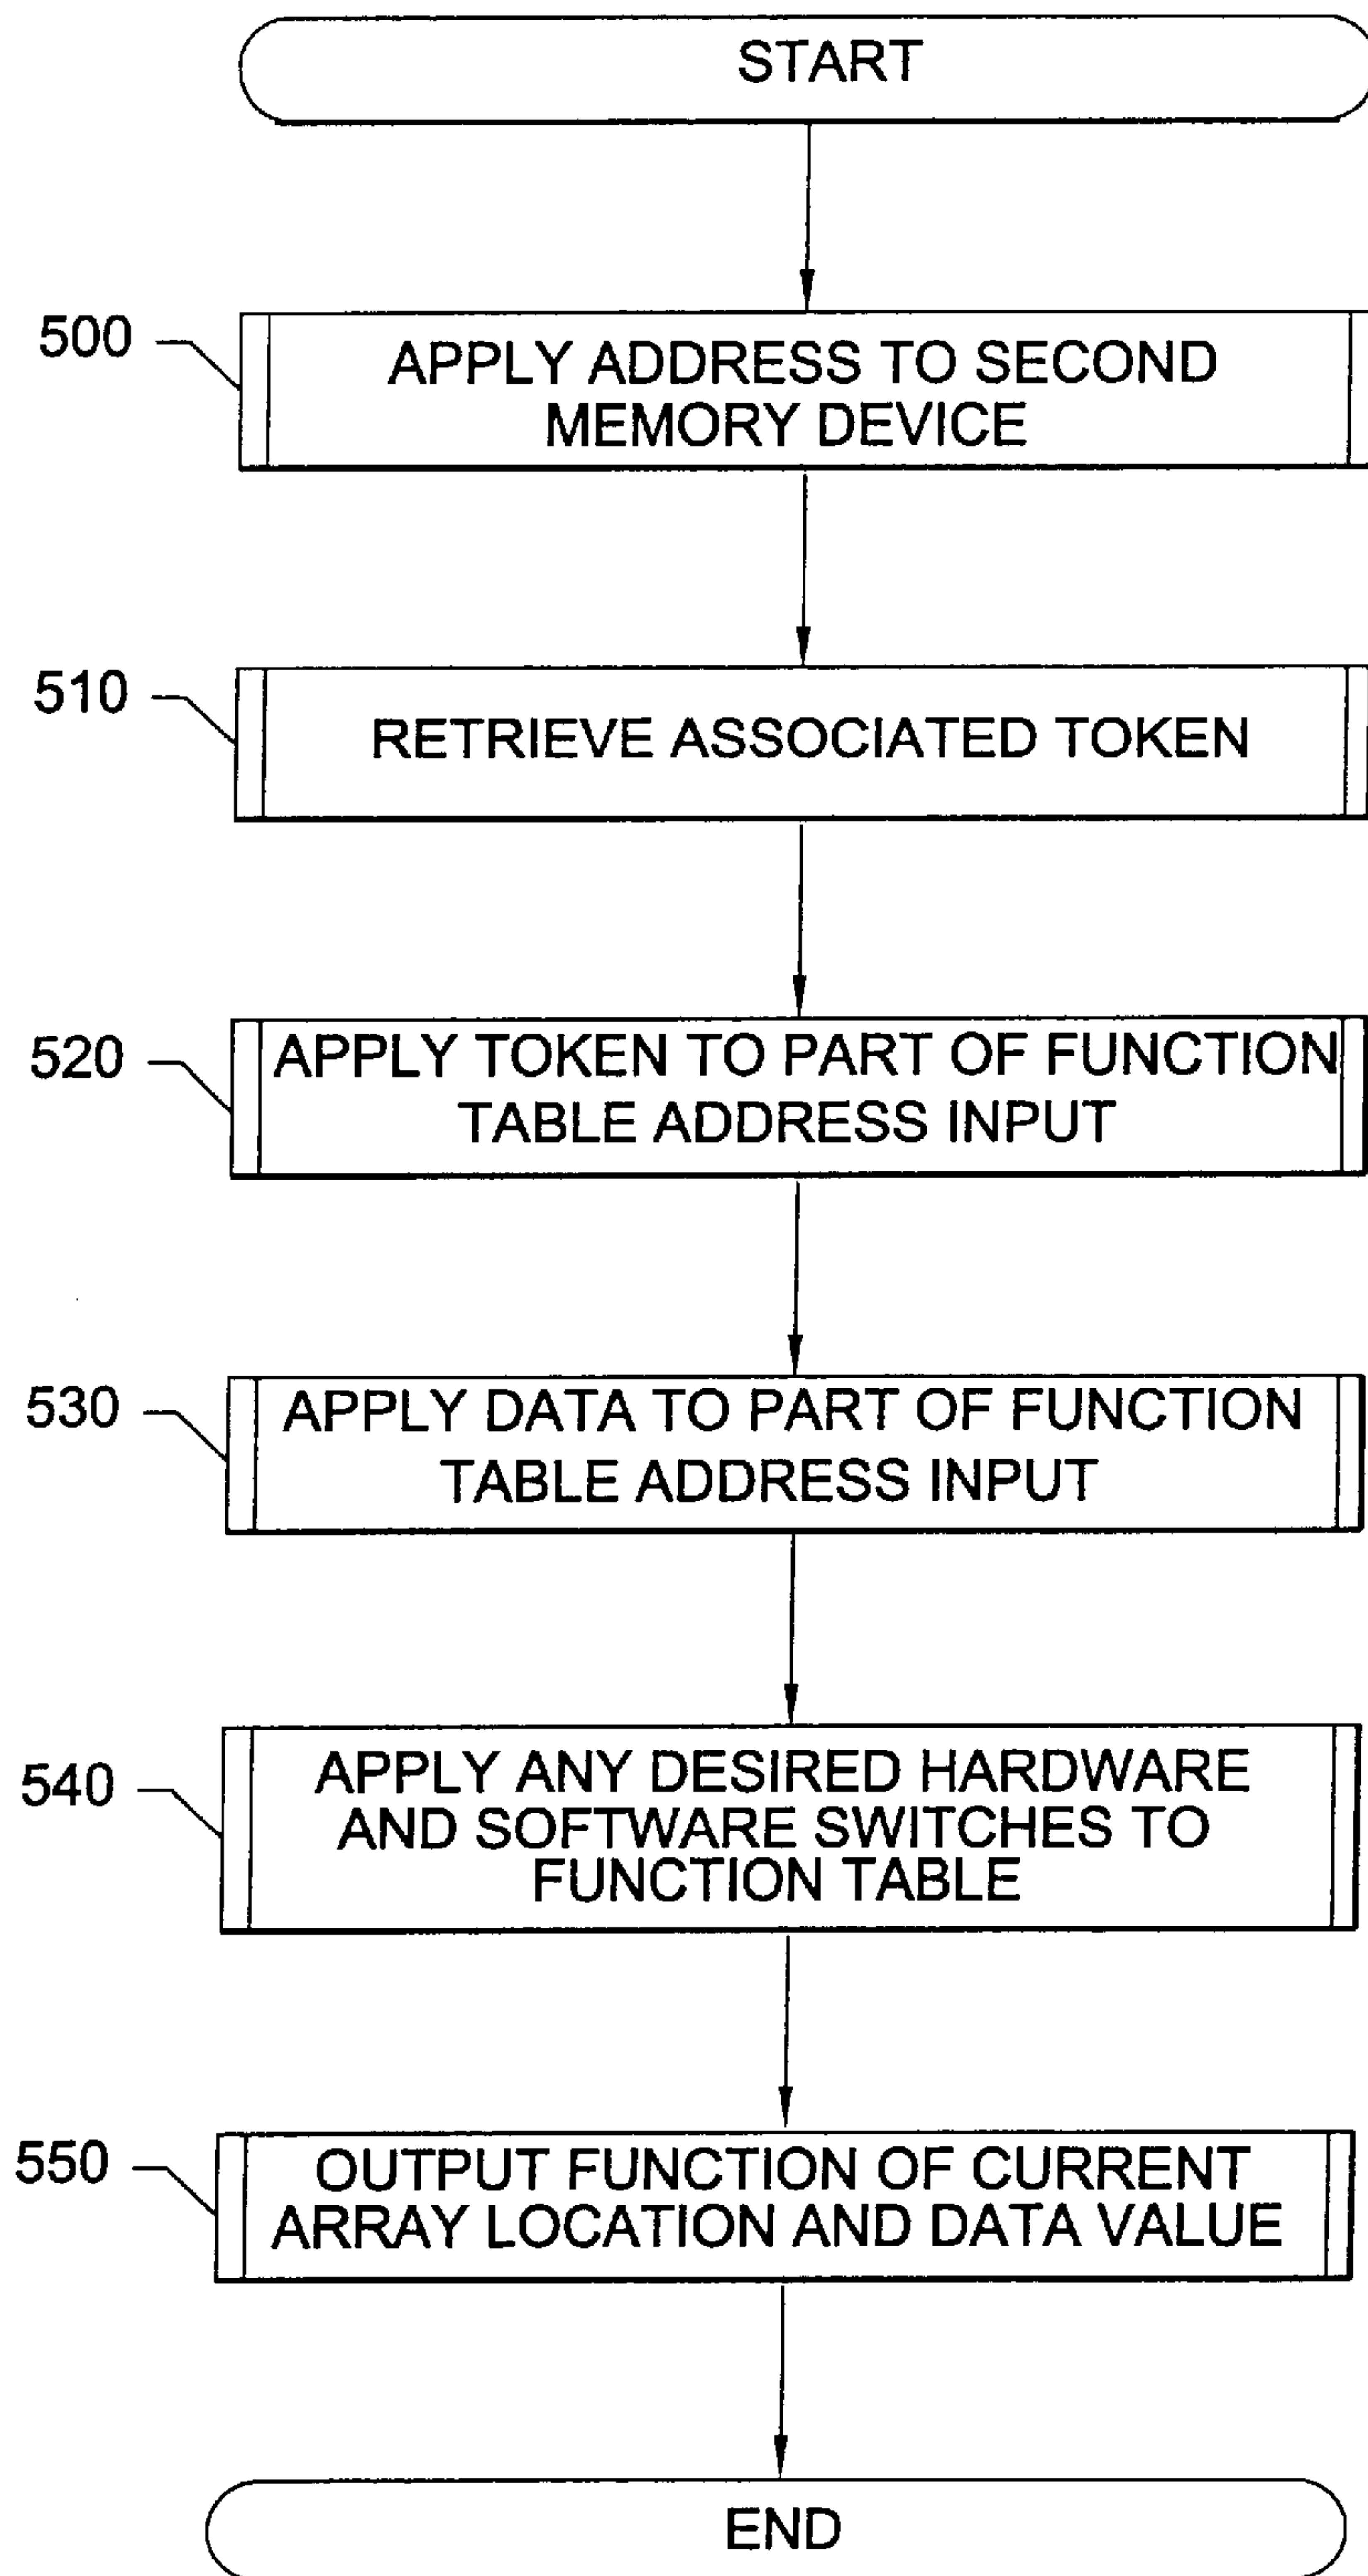 START
500
APPLY ADDRESS TO SECOND
MEMORY DEVICE
510
RETRIEVE ASSOCIATED TOKEN
520
APPLY TOKEN TO PART OF FUNCTION
TABLE ADDRESS INPUT
530
APPLY DATA TO PART OF FUNCTION
TABLE ADDRESS INPUT
540
APPLY ANY DESIRED HARDWARE
AND SOFTWARE SWITCHES TO
FUNCTION TABLE
550
OUTPUT FUNCTION OF CURRENT
ARRAY LOCATION AND DATA VALUE
END